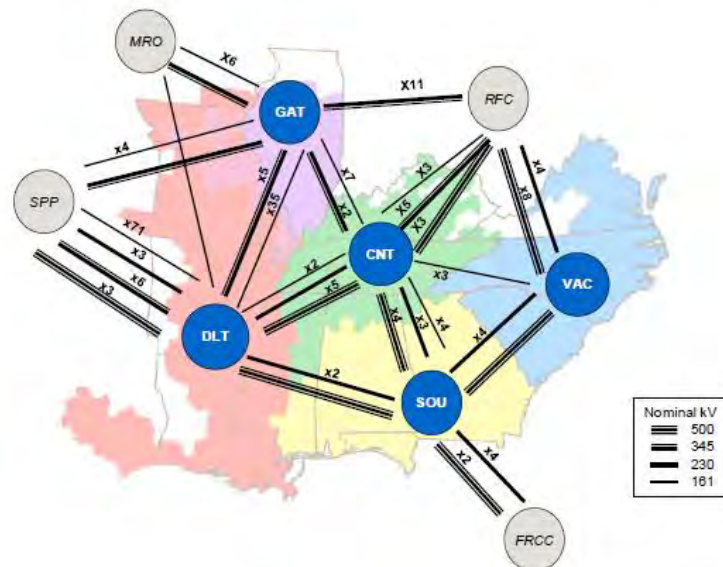 MRO
X6
GAT
X11
RFC
x4
x5
x35
x2
x7
X3
X5
X3
x8
x4
SPP
x71
x3
x6
x3
CNT
x2
x5
x3
VAC
DLT
x4
x3
x4
x4
x2
SOU
x2
x4
FRCC
Nominal kV
500
345
230
161